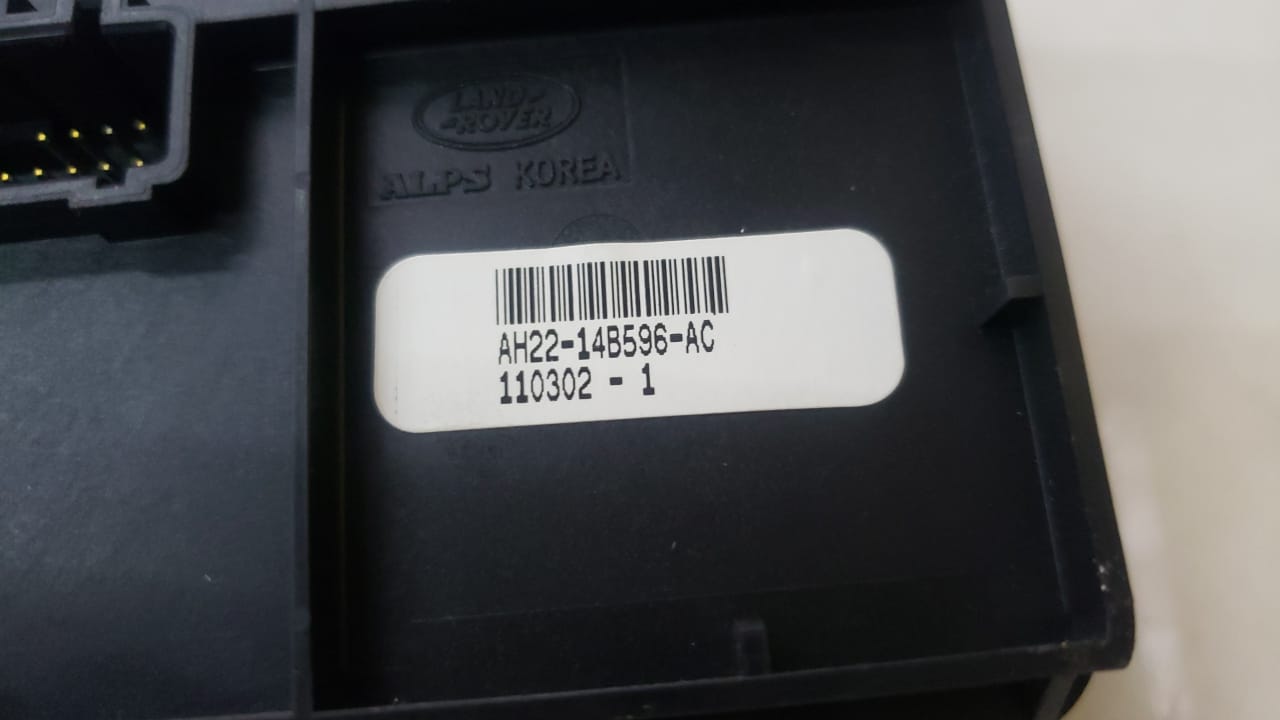 LAND-
-ROVER
ALPS KOREA
AH22-14B596-AC
110302 - 1